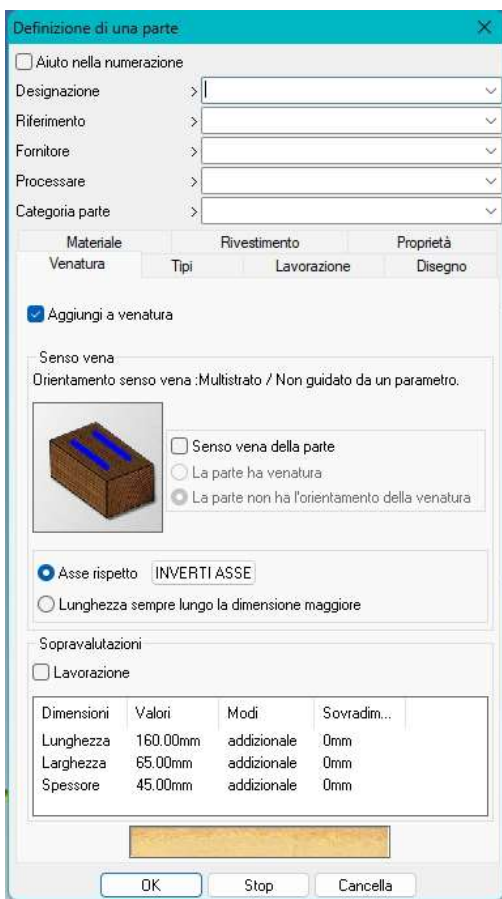 Definizione di una parte
Aiuto nella numerazione
Designazione >
Riferimento >
Fornitore >
Processare >
Categoria parte >
Materiale Rivestimento Proprietà
Venatura Tipi Lavorazione Disegno
Aggiungi a venatura
Senso vena
Orientamento senso vena :Multistrato / Non guidato da un parametro.
Senso vena della parte
La parte ha venatura
La parte non ha l'orientamento della venatura
Asse rispetto INVERTI ASSE
Lunghezza sempre lungo la dimensione maggiore
Sopravalutazioni
Lavorazione
Dimensioni Valori Modi Sovradim...
Lunghezza 160.00mm addizionale 0mm
Larghezza 65.00mm addizionale 0mm
Spessore 45.00mm addizionale 0mm
OK Stop Cancella